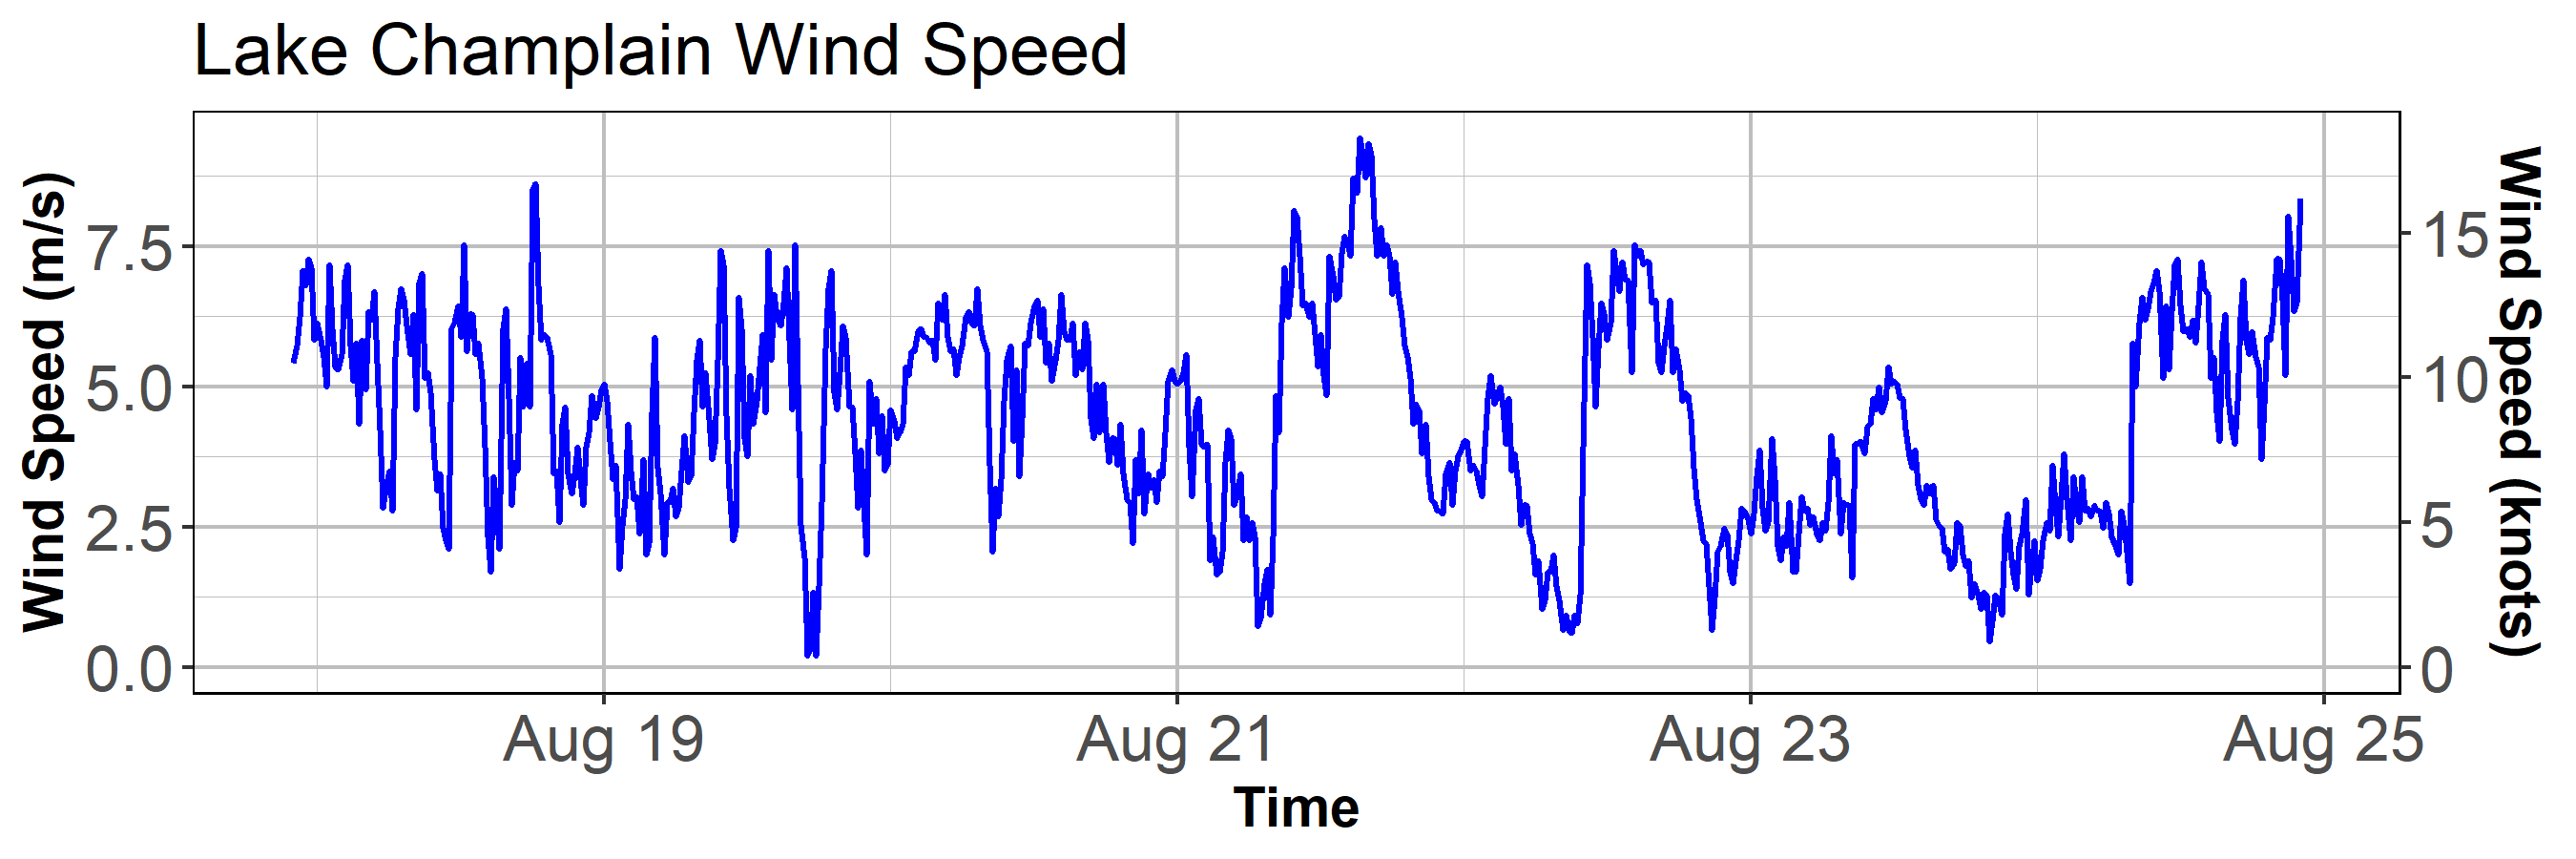 Lake Champlain Wind Speed
Wind Speed (m/s)
7.5
5.0
2.5
0.0
15
10
5
0
Wind Speed (knots)
Aug 19
Aug 21
Aug 23
Aug 25
Time